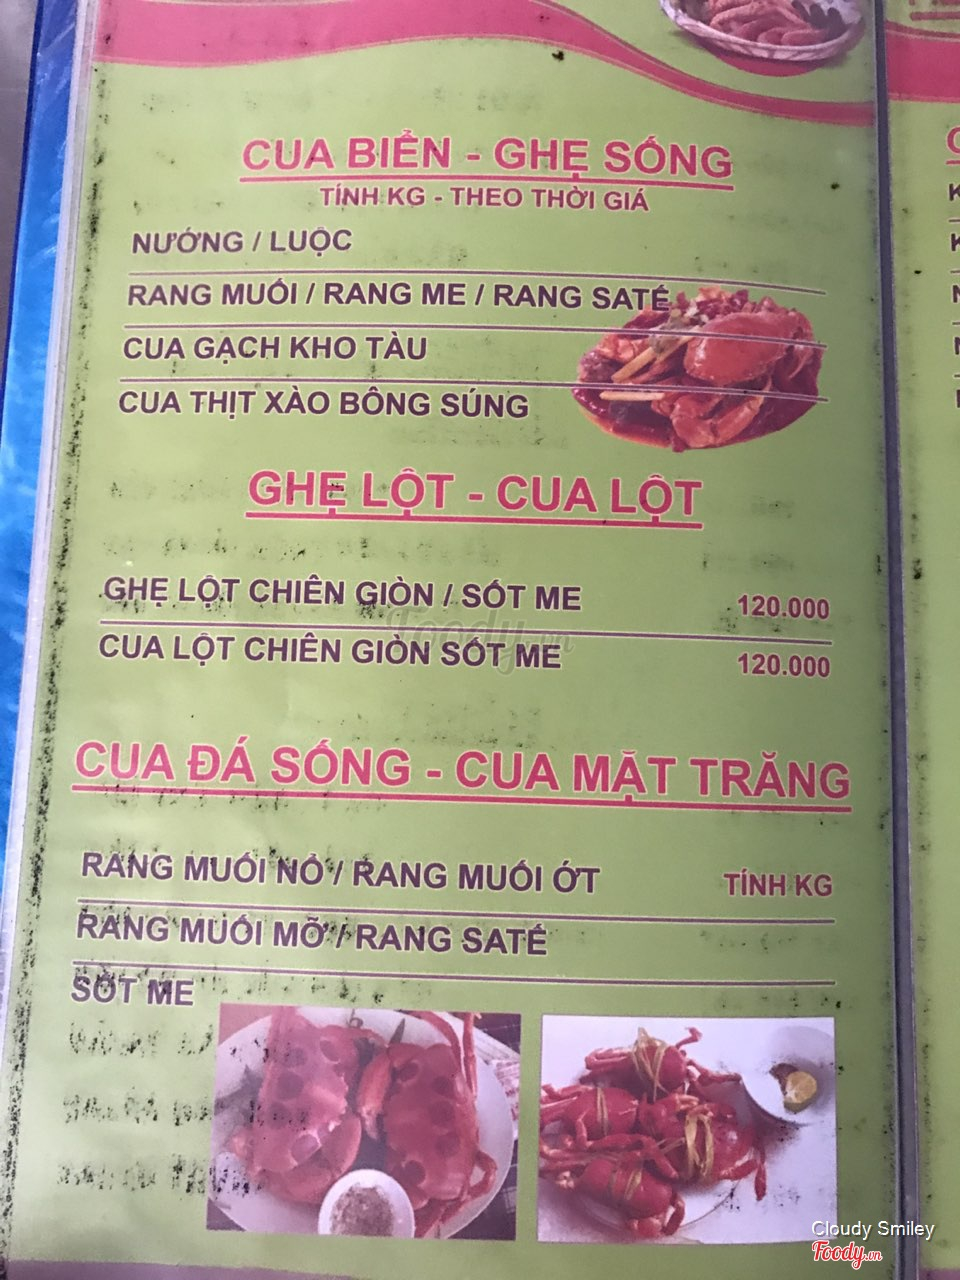 CUA BIỂN - GHẸ SỐNG
TÍNH KG - THEO THỜI GIÁ
NƯỚNG / LUỘC
RANG MUỐI / RANG ME / RANG SATÉ
CUA GẠCH KHO TÀU
CUA THỊT XÀO BÔNG SÚNG
GHẸ LỘT - CUA LỘT
GHẸ LỘT CHIÊN GIÒN / SỐT ME 120.000
CUA LỘT CHIÊN GIÒN SỐT ME 120.000
CUA ĐÁ SỐNG - CUA MẶT TRĂNG
RANG MUỐI NỔ / RANG MUỐI ỚT TÍNH KG
RANG MUỐI MỠ / RANG SATÉ
SỐT ME
Foody.vn
Cloudy Smiley
Foody.vn